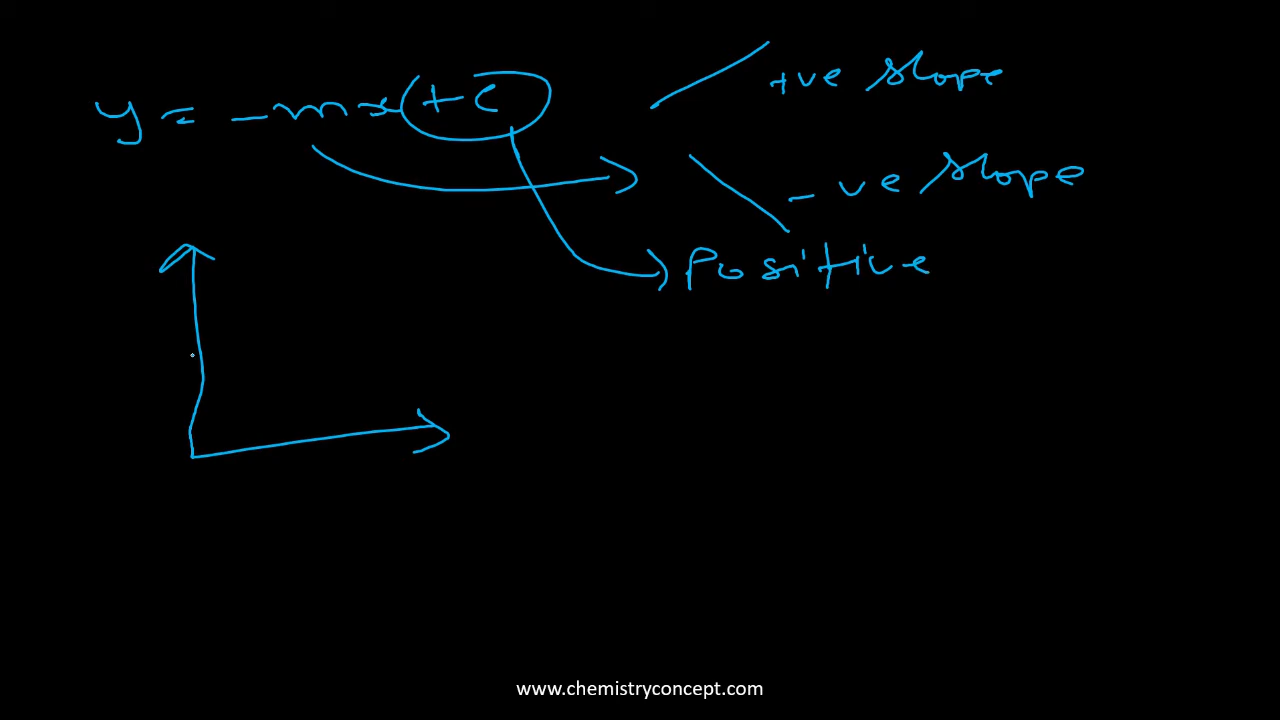 +ve slope
y = -mx + c
-ve slope
Positive
www.chemistryconcept.com